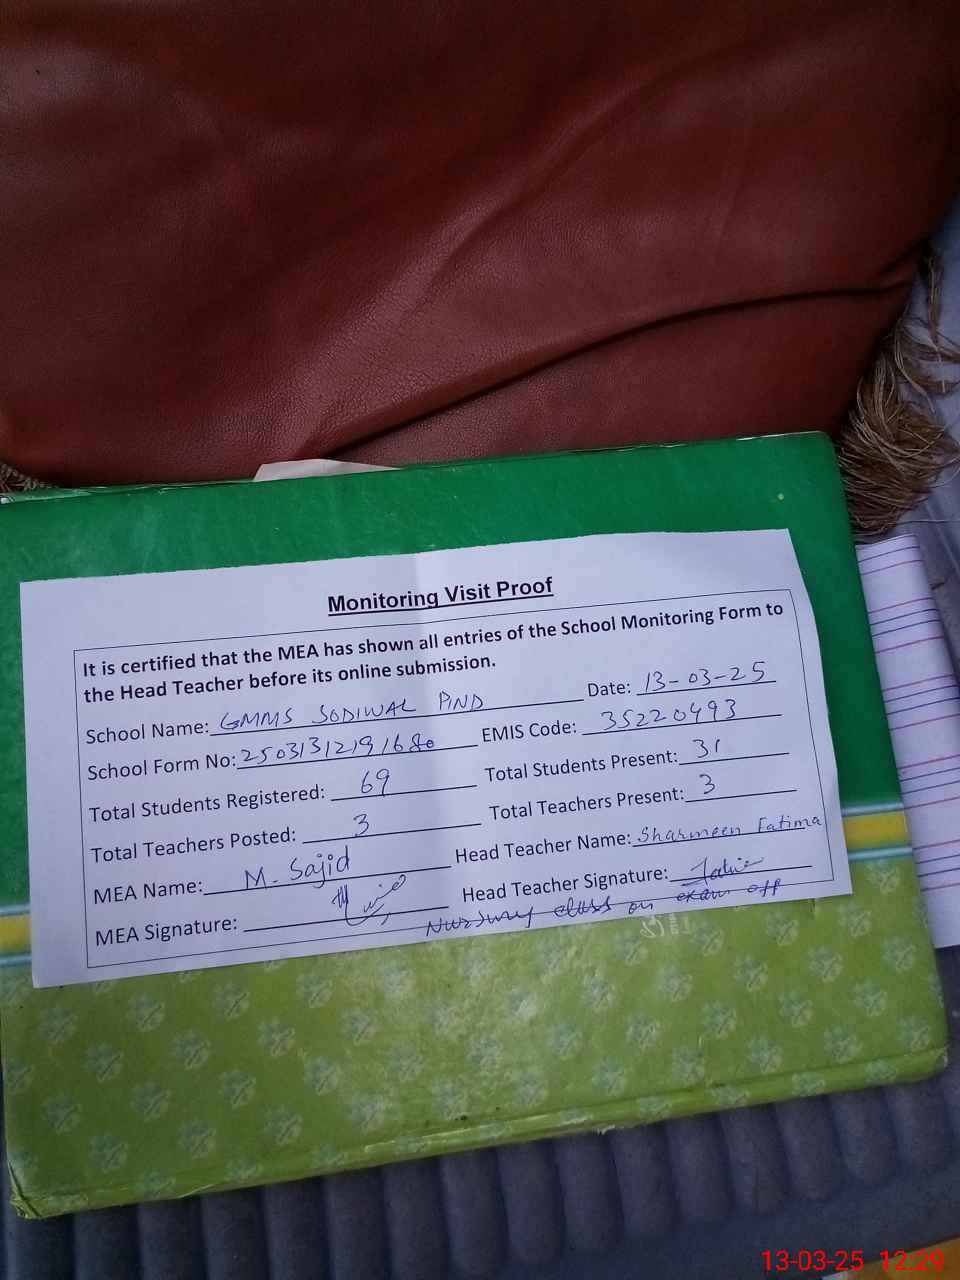 Monitoring Visit Proof
It is certified that the MEA has shown all entries of the School Monitoring Form to
the Head Teacher before its online submission.
School Name: GMMS SODIWAL PIND Date: 13-03-25
School Form No: 25031312191680 EMIS Code: 35220493
Total Students Registered: 69 Total Students Present: 31
Total Teachers Posted: 3 Total Teachers Present: 3
MEA Name: M. Sajid Head Teacher Name: Sharmeen Fatima
MEA Signature: Head Teacher Signature:
Nursury class on exam off
13-03-25 12:29